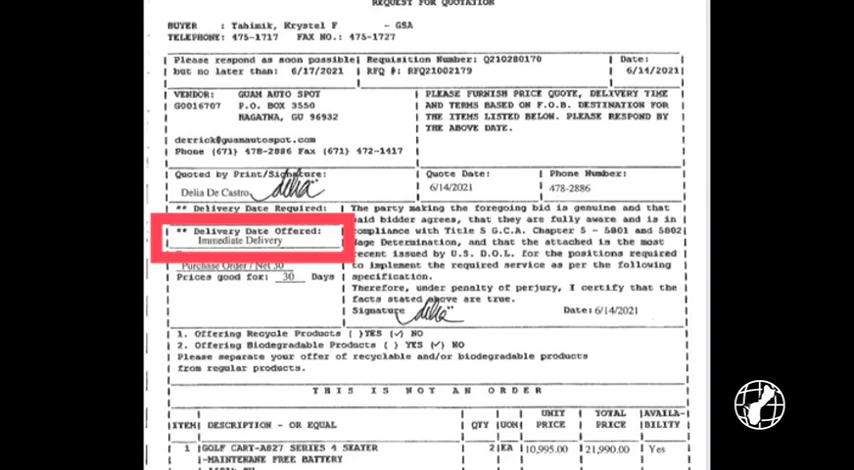 REQUEST FOR QUOTATION
BUYER : Tahimik, Krystel F - GSA
TELEPHONE: 475-1717 FAX NO.: 475-1727
Please respond as soon possible
but no later than: 6/17/2021
Requisition Number: Q210280170
RFQ #: RFQ21002179
Date:
6/14/2021
VENDOR: GUAM AUTO SPOT
G0016707 P.O. BOX 3550
HAGATNA, GU 96932
derrick@guamautospot.com
Phone (671) 478-2886 Fax (671) 472-1417
PLEASE FURNISH PRICE QUOTE, DELIVERY TIME
AND TERMS BASED ON F.O.B. DESTINATION FOR
THE ITEMS LISTED BELOW. PLEASE RESPOND BY
THE ABOVE DATE.
Quoted by Print/Signature:
Delia De Castro Delia
Quote Date:
6/14/2021
Phone Number:
478-2886
** Delivery Date Required:
** Delivery Date Offered:
Immediate Delivery
Purchase Order / Net 30
Prices good for: 30 Days
The party making the foregoing bid is genuine and that
said bidder agrees, that they are fully aware and is in
compliance with Title 5 G.C.A. Chapter 5 - 5801 and 5802
Wage Determination, and that the attached is the most
recent issued by U.S. D.O.L. for the positions required
to implement the required service as per the following
specification.
Therefore, under penalty of perjury, I certify that the
facts stated above are true.
Signature Delia Date: 6/14/2021
1. Offering Recycle Products ( )YES (✓) NO
2. Offering Biodegradable Products ( ) YES (✓) NO
Please separate your offer of recyclable and/or biodegradable products
from regular products.
THIS IS NOT AN ORDER
ITEM DESCRIPTION - OR EQUAL QTY UOM UNIT PRICE TOTAL PRICE AVAILA-BILITY
1 GOLF CART-A827 SERIES 4 SEATER 2 EA 10,995.00 21,990.00 Yes
-MAINTENANE FREE BATTERY